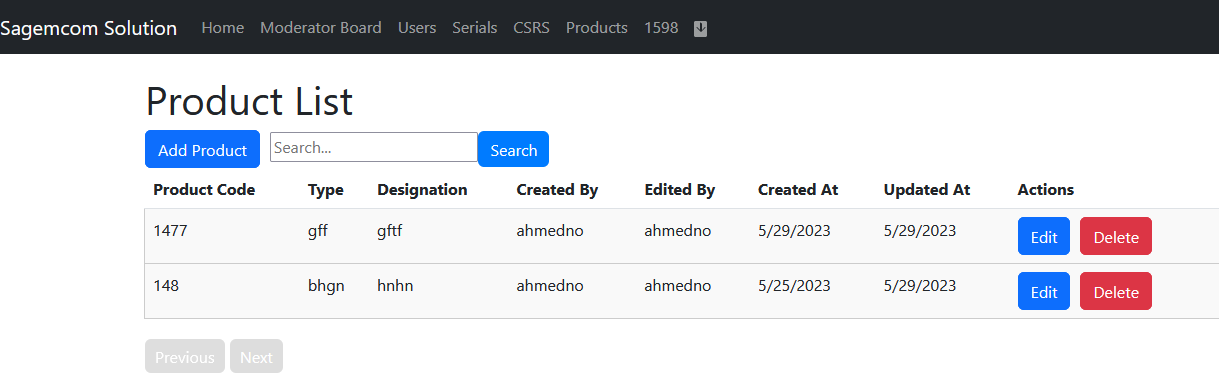 Sagemcom Solution Home Moderator Board Users Serials CSRS Products 1598
Product List
Add Product Search... Search
Product Code Type Designation Created By Edited By Created At Updated At Actions
1477 gff gftf ahmedno ahmedno 5/29/2023 5/29/2023 Edit Delete
148 bhgn hnhn ahmedno ahmedno 5/25/2023 5/29/2023 Edit Delete
Previous Next